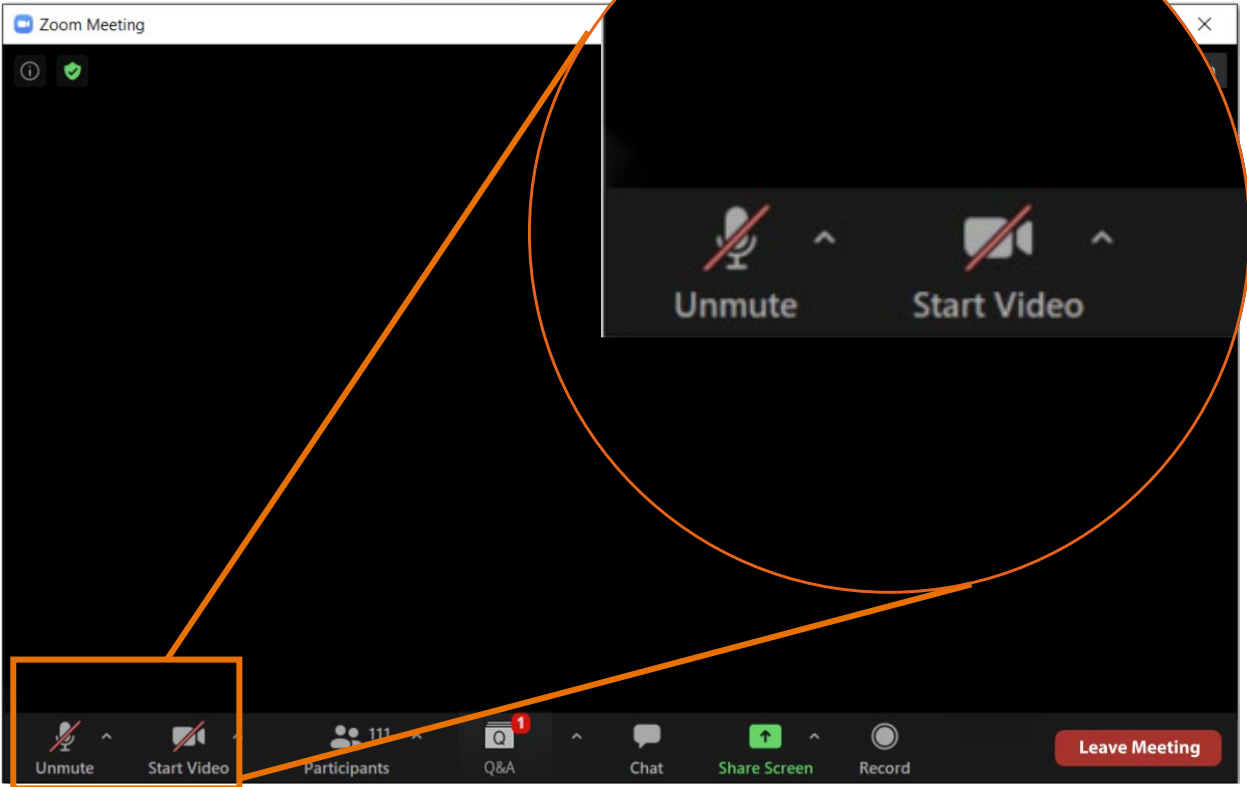 Zoom Meeting
Unmute
Start Video
Unmute
Start Video
111
Participants
1
Q
Q&A
Chat
Share Screen
Record
Leave Meeting